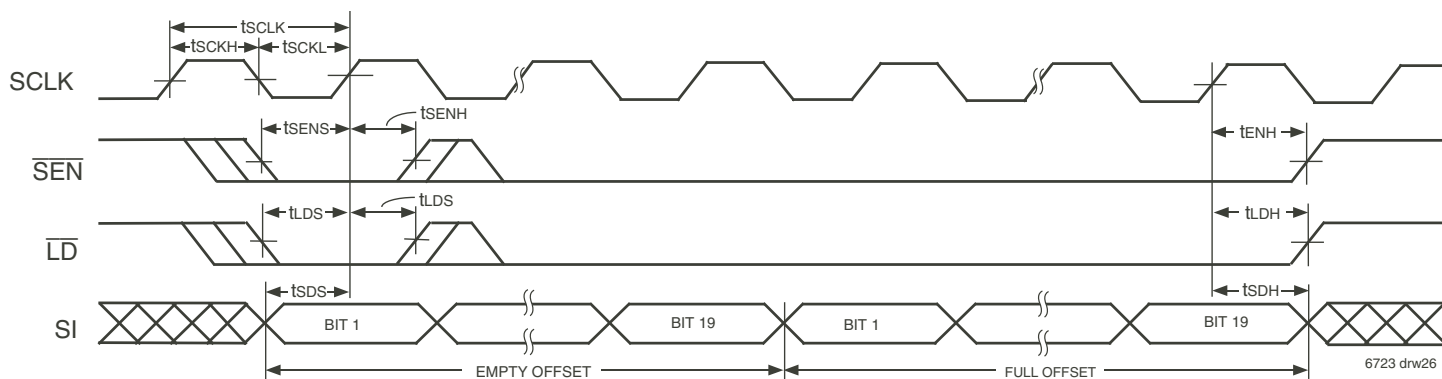 tSCLK
tSCKH
tSCKL
SCLK
tSENS
tSENH
tENH
SEN
tLDS
tLDS
tLDH
LD
tSDS
tSDH
SI
BIT 1
BIT 19
BIT 1
BIT 19
EMPTY OFFSET
FULL OFFSET
6723 drw26